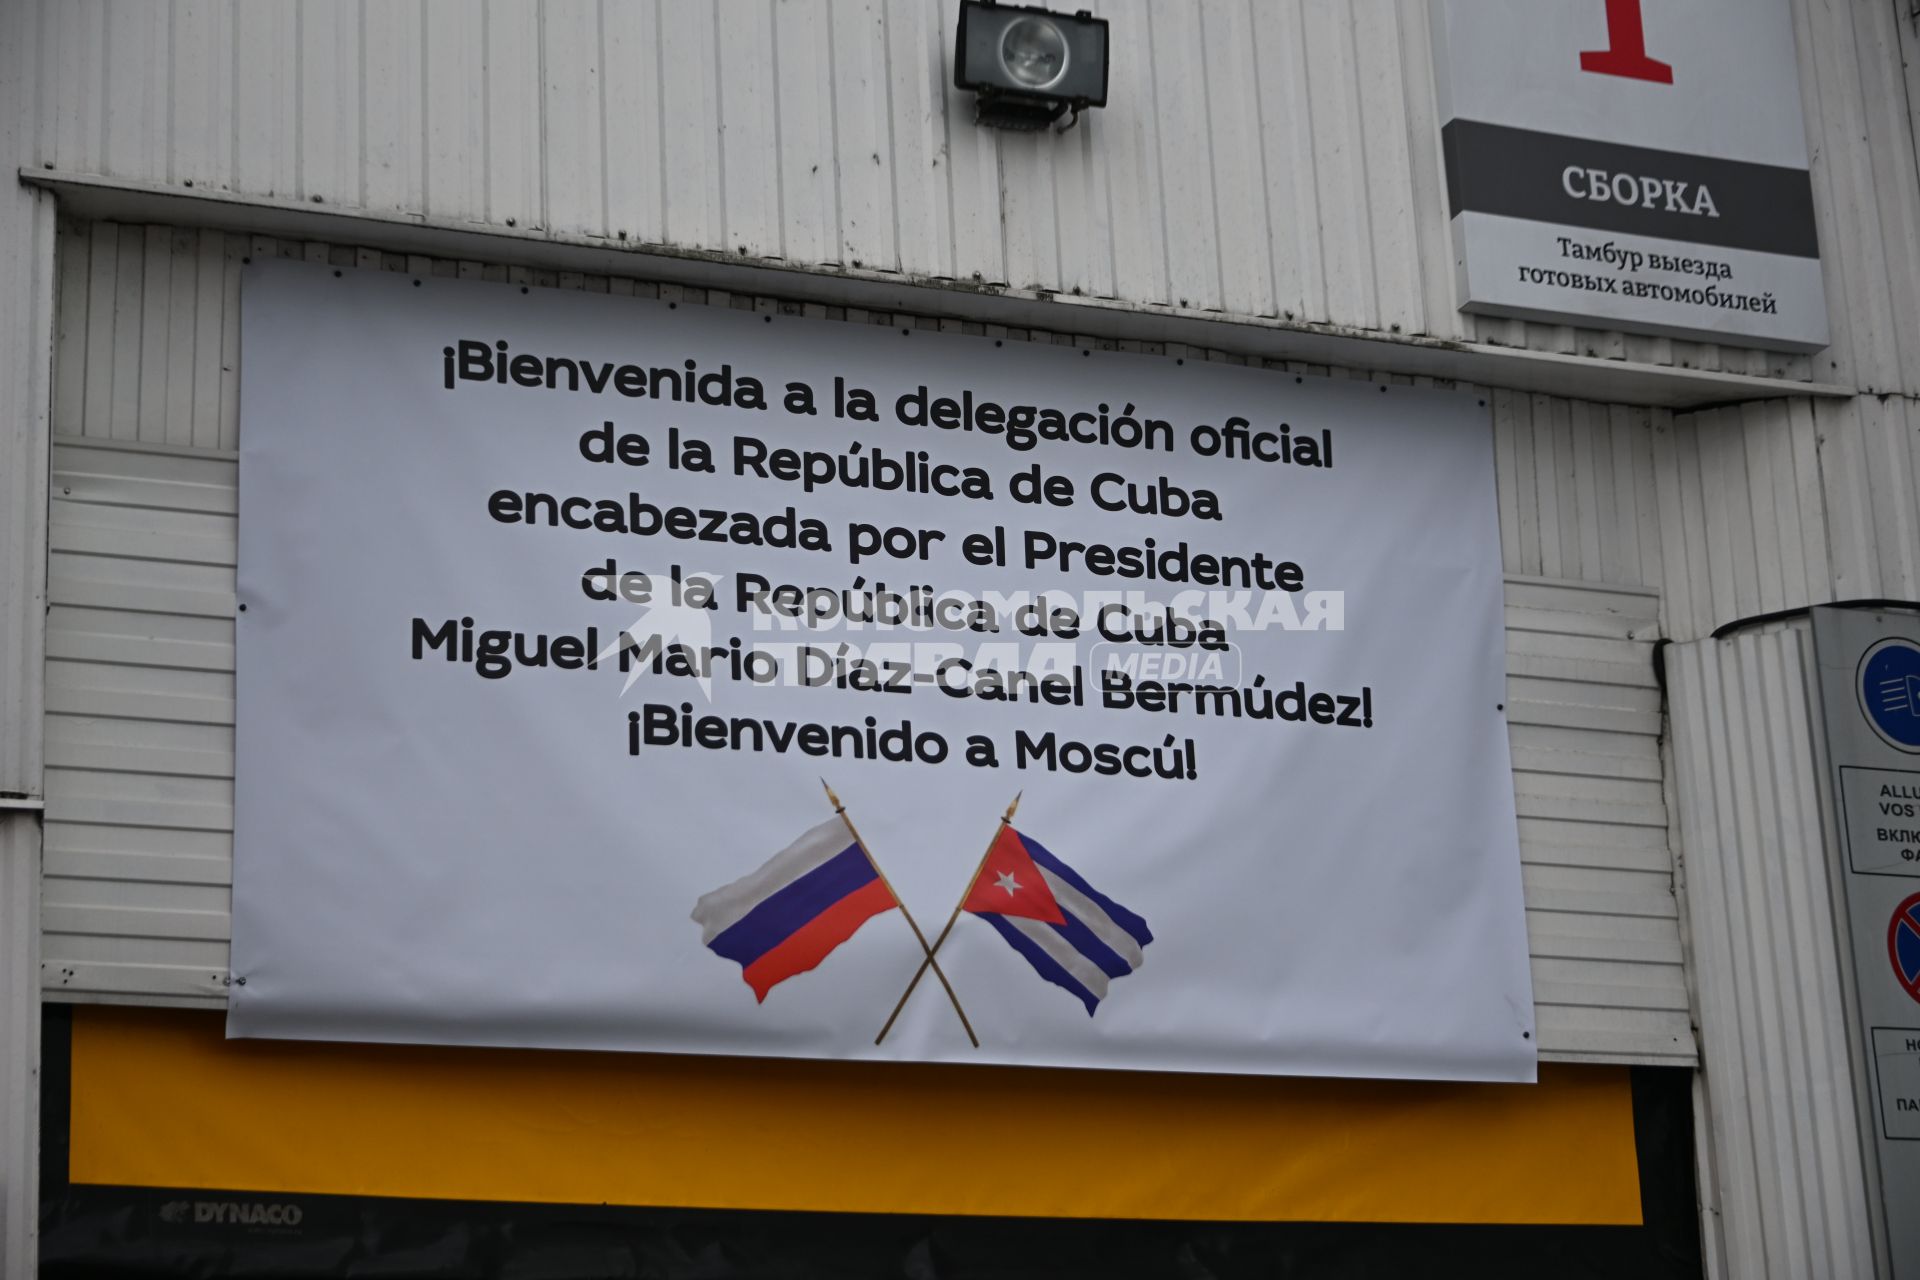 1
СБОРКА
Тамбур выезда
готовых автомобилей
¡Bienvenida a la delegación oficial
de la República de Cuba
encabezada por el Presidente
de la República de Cuba
Miguel Mario Díaz-Canel Bermúdez!
¡Bienvenido a Moscú!
КОМСОМОЛЬСКАЯ
ПРАВДА MEDIA
DYNACO